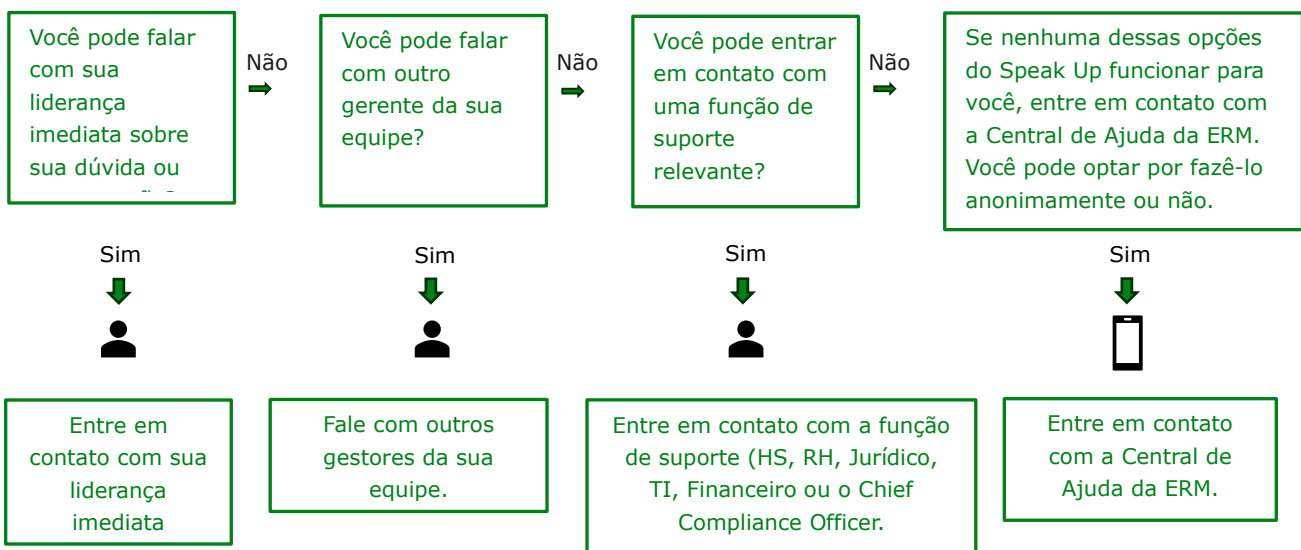 Você pode falar
com sua
liderança
imediata sobre
sua dúvida ou
Não
Você pode falar
com outro
gerente da sua
equipe?
Não
Você pode entrar
em contato com
uma função de
suporte
relevante?
Não
Se nenhuma dessas opções
do Speak Up funcionar para
você, entre em contato com
a Central de Ajuda da ERM.
Você pode optar por fazê-lo
anonimamente ou não.
Sim
Sim
Sim
Sim
Entre em
contato com sua
liderança
imediata
Fale com outros
gestores da sua
equipe.
Entre em contato com a função
de suporte (HS, RH, Jurídico,
TI, Financeiro ou o Chief
Compliance Officer.
Entre em contato
com a Central de
Ajuda da ERM.